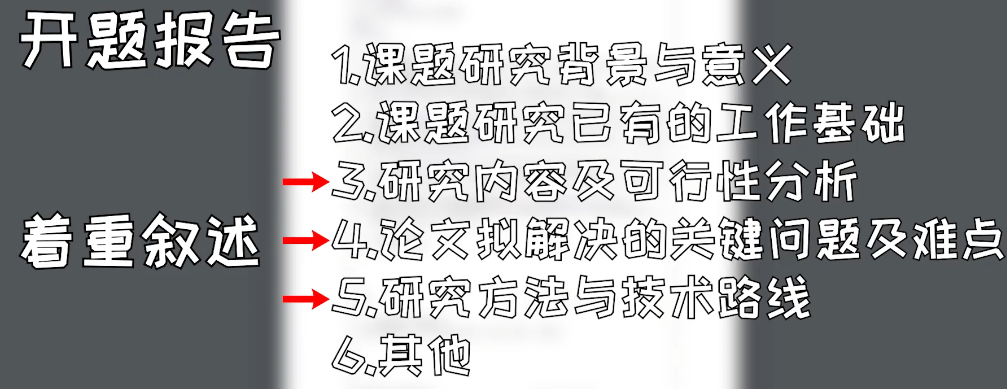 开题报告
1.课题研究背景与意义
2.课题研究已有的工作基础
3.研究内容及可行性分析
着重叙述
4.论文拟解决的关键问题及难点
5.研究方法与技术路线
6.其他